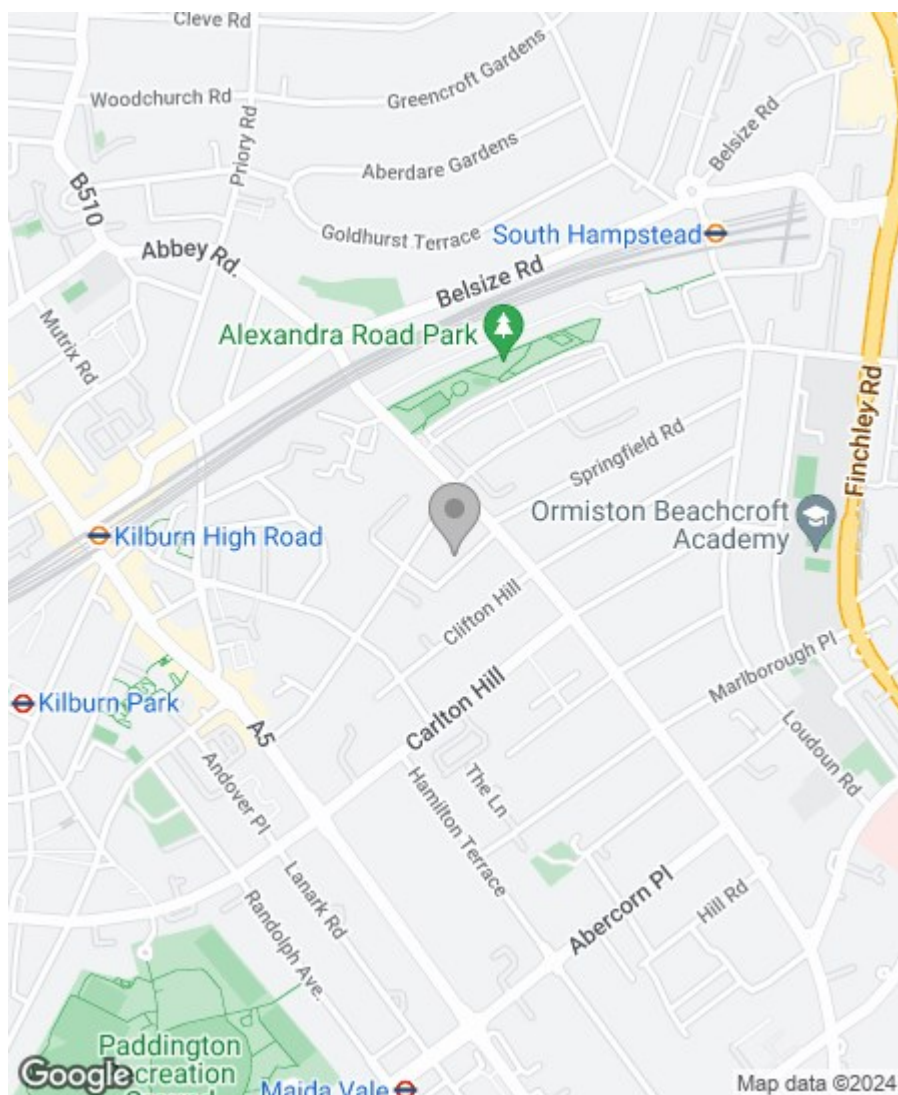 Cleve Rd
Woodchurch Rd
Greencroft Gardens
Priory Rd
Belsize Rd
Aberdare Gardens
B510
Goldhurst Terrace
South Hampstead
Abbey Rd.
Belsize Rd
Mutrix Rd
Alexandra Road Park
Finchley Rd
Springfield Rd
Ormiston Beachcroft
Academy
Kilburn High Road
Clifton Hill
Marlborough Pl
Kilburn Park
A5
Carlton Hill
Loudoun Rd
Andover Pl
The Ln
Hamilton Terrace
Lanark Rd
Randolph Ave.
Abercorn Pl
Hill Rd
Paddington
Google
Maida Vale
Map data ©2024